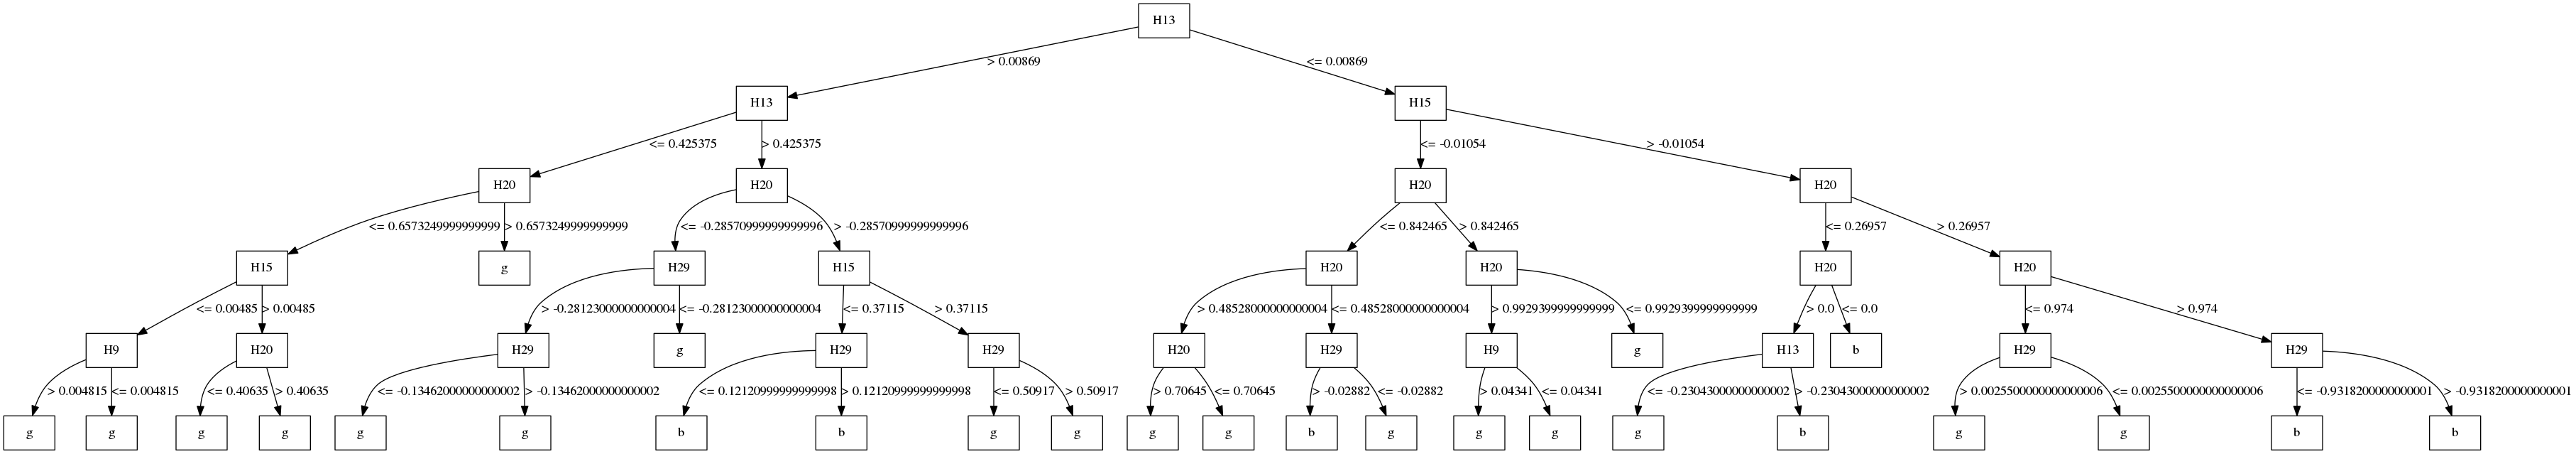 H13
> 0.00869 <= 0.00869
H13 H15
<= 0.425375 > 0.425375 <= -0.01054 > -0.01054
H20 H20 H20 H20
<= 0.6573249999999999 > 0.6573249999999999 <= -0.28570999999999996 > -0.28570999999999996 <= 0.842465 > 0.842465 <= 0.26957 > 0.26957
H15 g H29 H15 H20 H20 H20 H20
<= 0.00485 > 0.00485 > -0.28123000000000004 <= -0.28123000000000004 <= 0.37115 > 0.37115 > 0.48528000000000004 <= 0.48528000000000004 > 0.9929399999999999 <= 0.9929399999999999 > 0.0 <= 0.0 <= 0.974 > 0.974
H9 H20 H29 g H29 H29 H20 H29 H9 g H13 b H29 H29
> 0.004815 <= 0.004815 <= 0.40635 > 0.40635 <= -0.13462000000000002 > -0.13462000000000002 <= 0.12120999999999998 > 0.12120999999999998 <= 0.50917 > 0.50917 > 0.70645 <= 0.70645 > -0.02882 <= -0.02882 > 0.04341 <= 0.04341 <= -0.23043000000000002 > -0.23043000000000002 > 0.0025500000000000006 <= 0.0025500000000000006 <= -0.9318200000000001 > -0.9318200000000001
g g g g g g b b g g g g b g g g g b g g b b